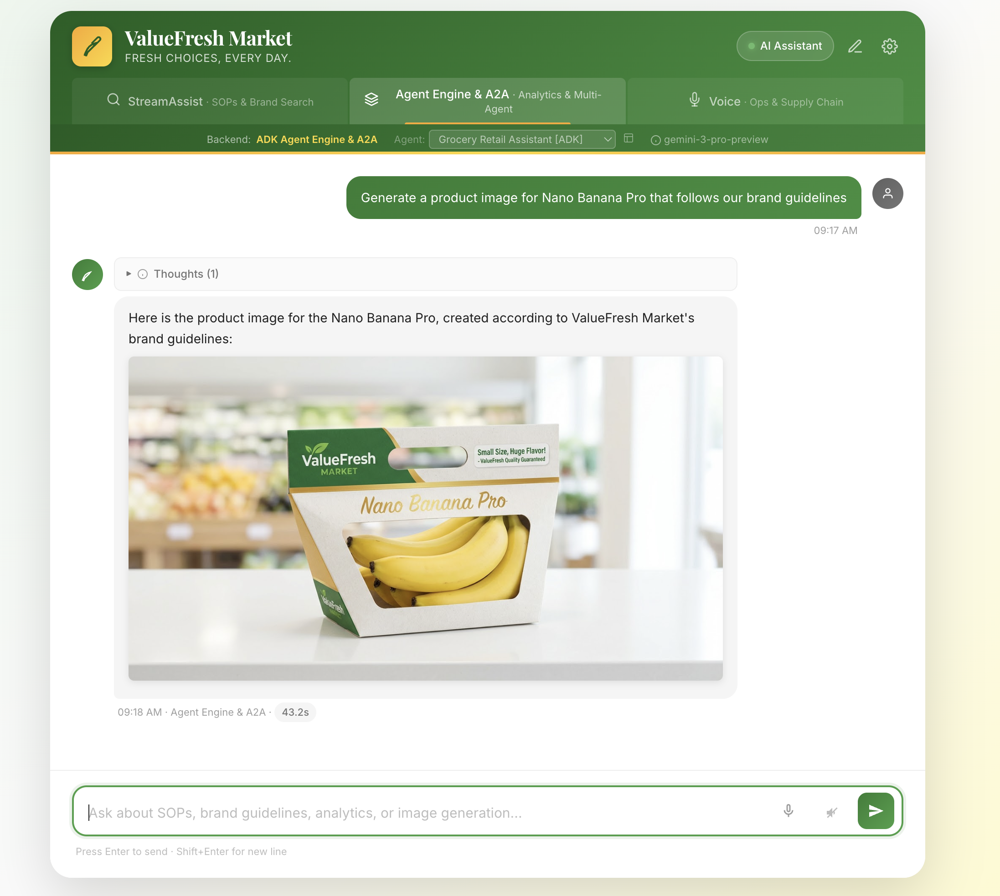 ValueFresh Market
FRESH CHOICES, EVERY DAY.
AI Assistant
StreamAssist · SOPs & Brand Search
Agent Engine & A2A · Analytics & Multi-
Agent
Voice · Ops & Supply Chain
Backend: ADK Agent Engine & A2A
Agent: Grocery Retail Assistant [ADK]
gemini-3-pro-preview
Generate a product image for Nano Banana Pro that follows our brand guidelines
09:17 AM
Thoughts (1)
Here is the product image for the Nano Banana Pro, created according to ValueFresh Market's
brand guidelines:
ValueFresh
MARKET
Small Size, Huge Flavor!
- ValueFresh Quality Guaranteed
Nano Banana Pro
ValueFresh
09:18 AM · Agent Engine & A2A · 43.2s
Ask about SOPs, brand guidelines, analytics, or image generation...
Press Enter to send · Shift+Enter for new line